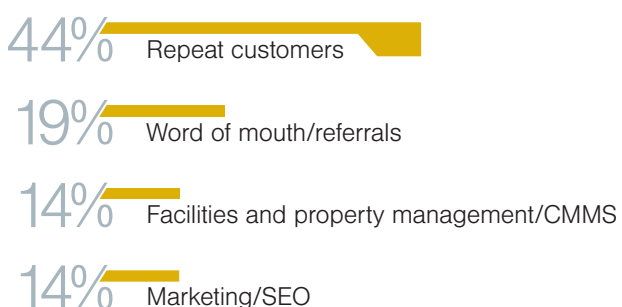 44% Repeat customers
19% Word of mouth/referrals
14% Facilities and property management/CMMS
14% Marketing/SEO